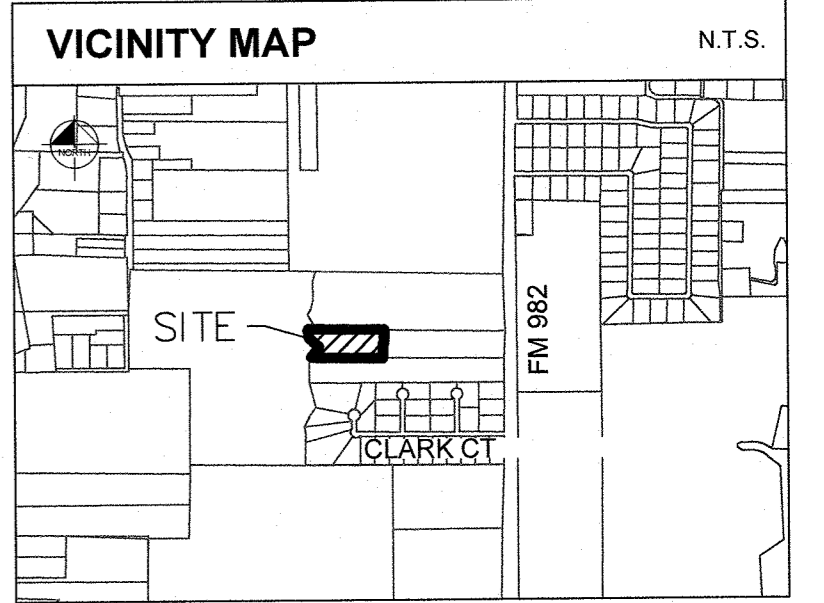 VICINITY MAP
N.T.S.
NORTH
SITE
FM 982
CLARK CT